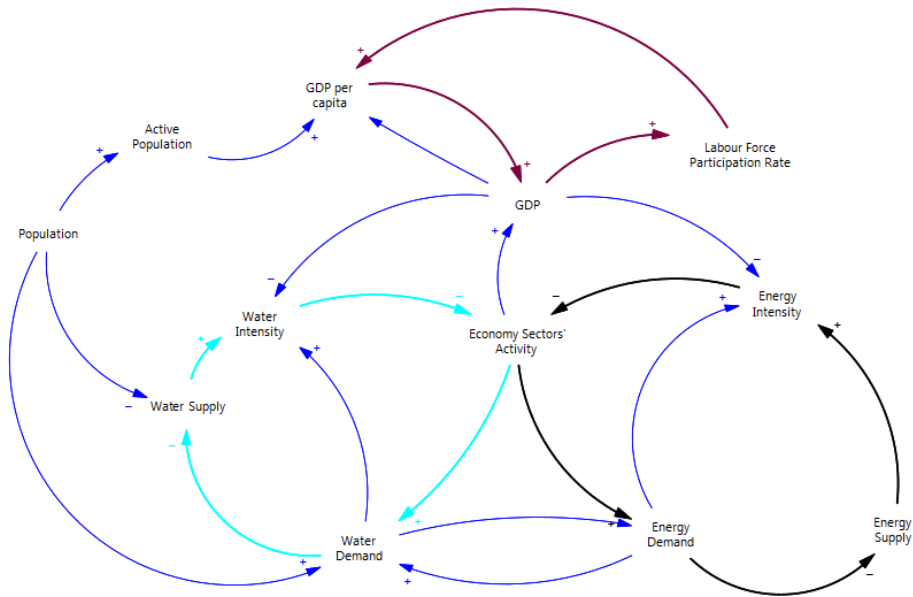 +
GDP per
capita
+
Active
Population
+
+
+
+
Labour Force
Participation Rate
GDP
Population
+
−
−
−
−
+
Energy
Intensity
Water
Intensity
Economy Sectors'
Activity
+
+
+
−
Water Supply
−
+
+
Energy
Supply
+
Water
Demand
+
Energy
Demand
+
−